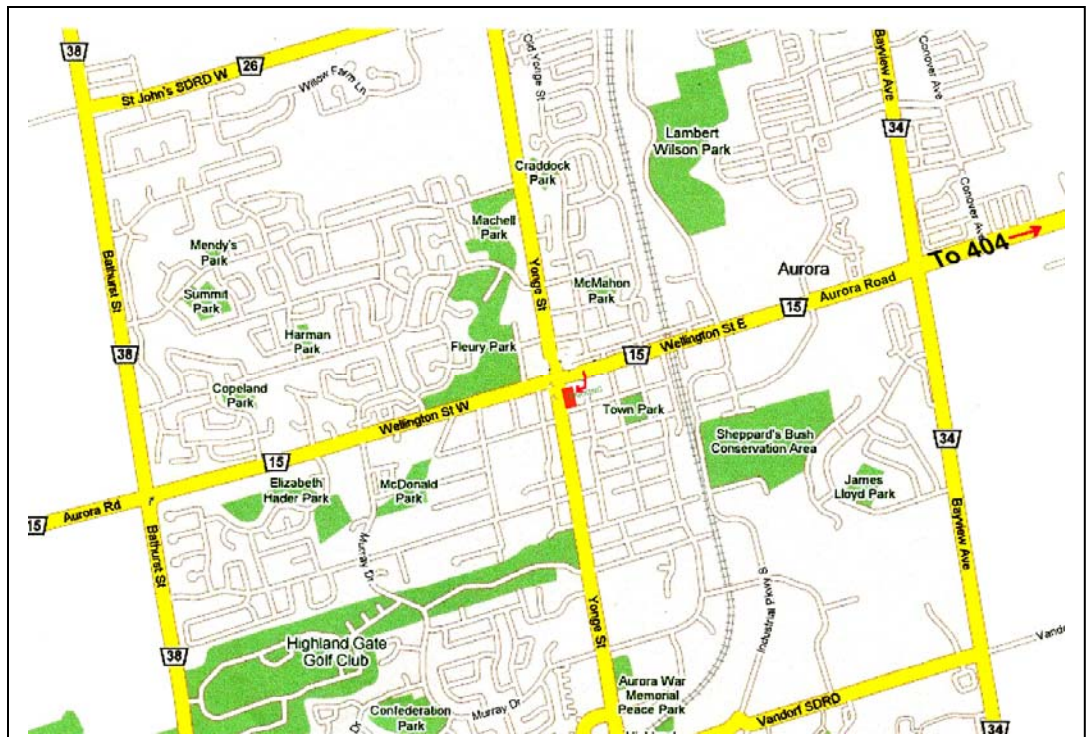 38
26
St John's SDRD W
Willow Farm Ln
Old Yonge St
Bayview Ave
Conover Ave
34
Lambert
Wilson Park
Craddock
Park
Machell
Park
Mendy's
Park
Bathurst St
Summit
Park
Yonge St
Conover Ave
To 404
Aurora
Aurora Road
McMahon
Park
15
Harman
Park
Fleury Park
Wellington St E
15
38
Copeland
Park
Wellington St W
Town Park
Sheppard's Bush
Conservation Area
34
15
Elizabeth
Hader Park
McDonald
Park
James
Lloyd Park
Aurora Rd
15
Bathurst St
Murray Dr
Bayview Ave
Industrial Pkwy S
Yonge St
Highland Gate
Golf Club
38
Aurora War
Memorial
Peace Park
Confederation
Park
Murray Dr
Dr
Vandorf SDRD
Vando
34